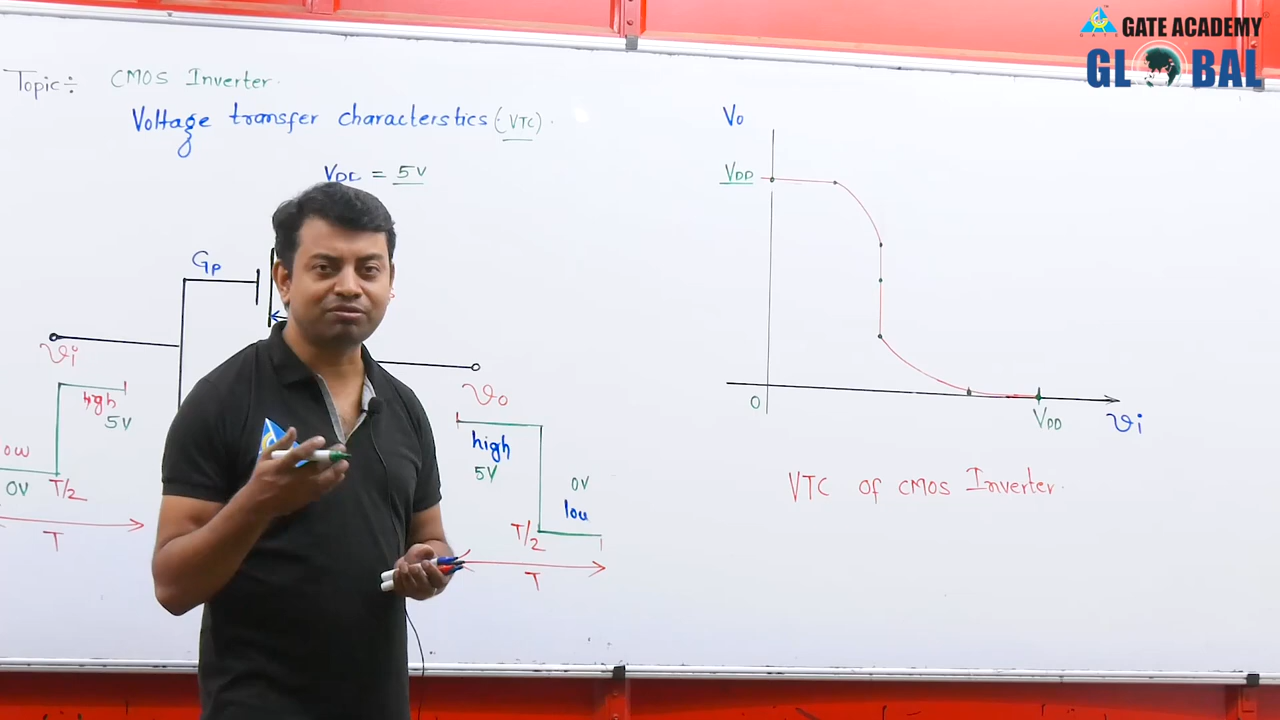 GATE ACADEMY
GLOBAL
Topic:- CMOS Inverter.
Voltage transfer characterstics (VTC).
VDC = 5V
Gp
Vi
Vo
high
5V
low
0V
T/2
T
high
5V
0V
low
T/2
T
Vo
VDD
0
VDD
Vi
VTC of CMOS Inverter.